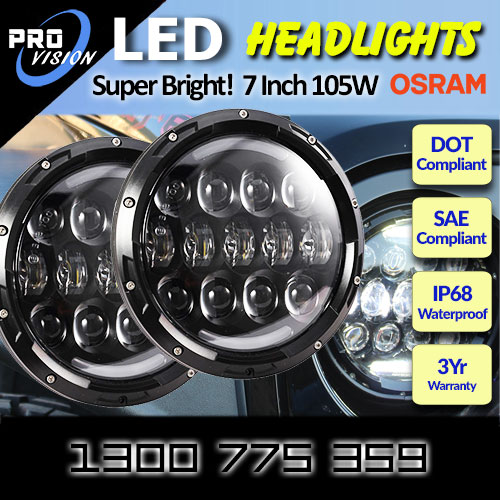 PRO
VISION
LED HEADLIGHTS
Super Bright! 7 Inch 105W OSRAM
DOT
Compliant
SAE
Compliant
IP68
Waterproof
3Yr
Warranty
1300 775 359